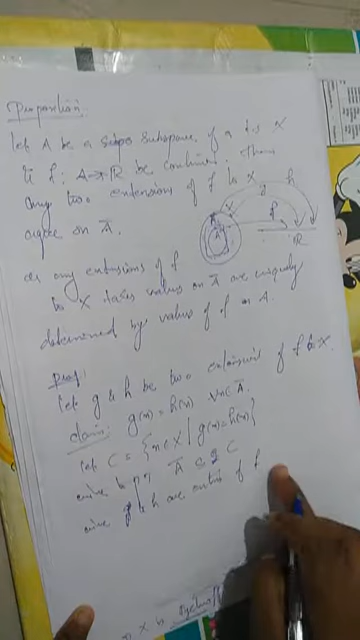 Proposition:
Let A be a subspace of a t.s X
& f: A→R be continuous. Then
any two extensions of f to X
agree on Ā.
g h
f
X
A
R
or any extensions of f
to X takes values on Ā are uniquely
determined by values of f on A.
Proof:
Let g & h be two extensions of f to X.
Claim: g(x) = h(x) ∀x∈Ā.
Let C = {x∈X | g(x)=h(x)}
Ā ⊆ C
since g & h are extns of f
X is